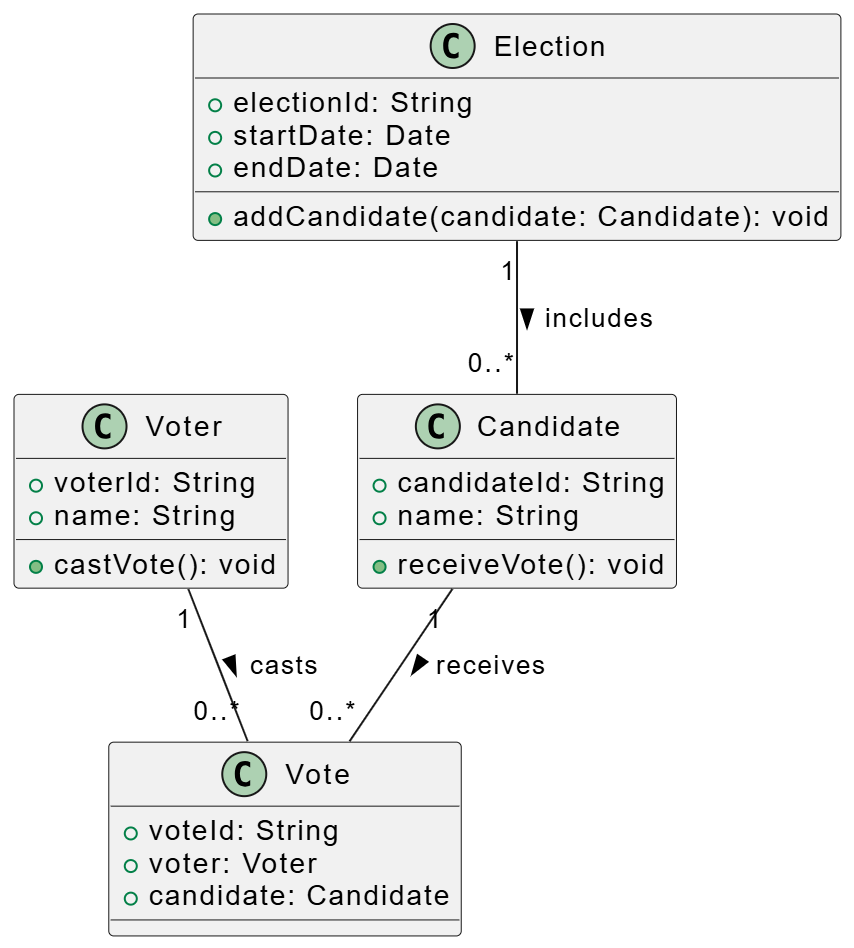 C Election
electionId: String
startDate: Date
endDate: Date
addCandidate(candidate: Candidate): void
1
includes
0..*
C Voter
voterId: String
name: String
castVote(): void
C Candidate
candidateId: String
name: String
receiveVote(): void
1
1
casts
receives
0..*
0..*
C Vote
voteId: String
voter: Voter
candidate: Candidate